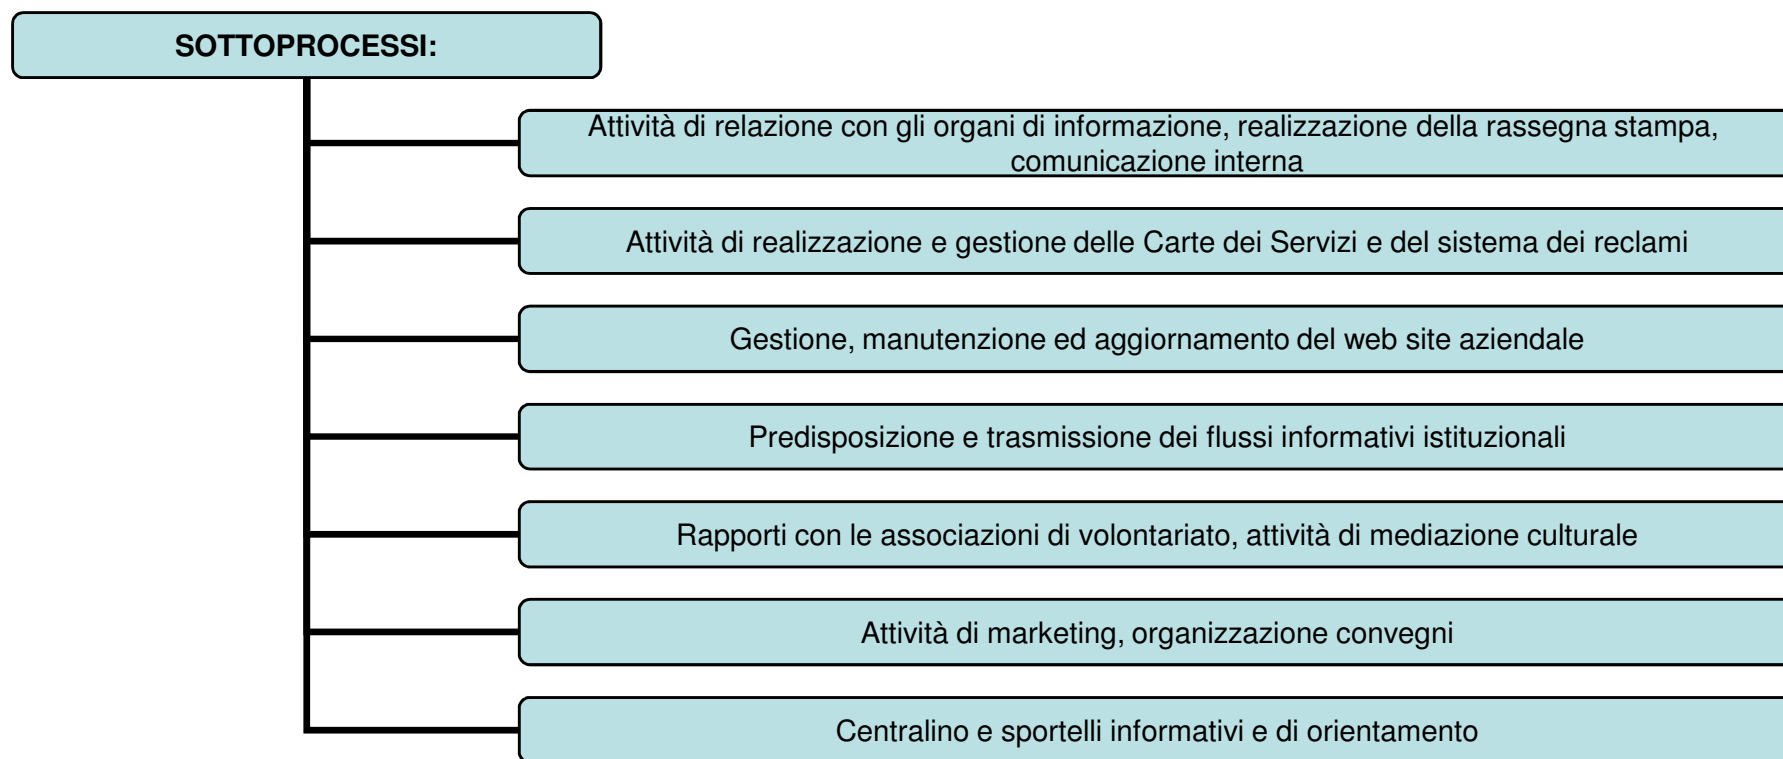 SOTTOPROCESSI:
Attività di relazione con gli organi di informazione, realizzazione della rassegna stampa,
comunicazione interna
Attività di realizzazione e gestione delle Carte dei Servizi e del sistema dei reclami
Gestione, manutenzione ed aggiornamento del web site aziendale
Predisposizione e trasmissione dei flussi informativi istituzionali
Rapporti con le associazioni di volontariato, attività di mediazione culturale
Attività di marketing, organizzazione convegni
Centralino e sportelli informativi e di orientamento